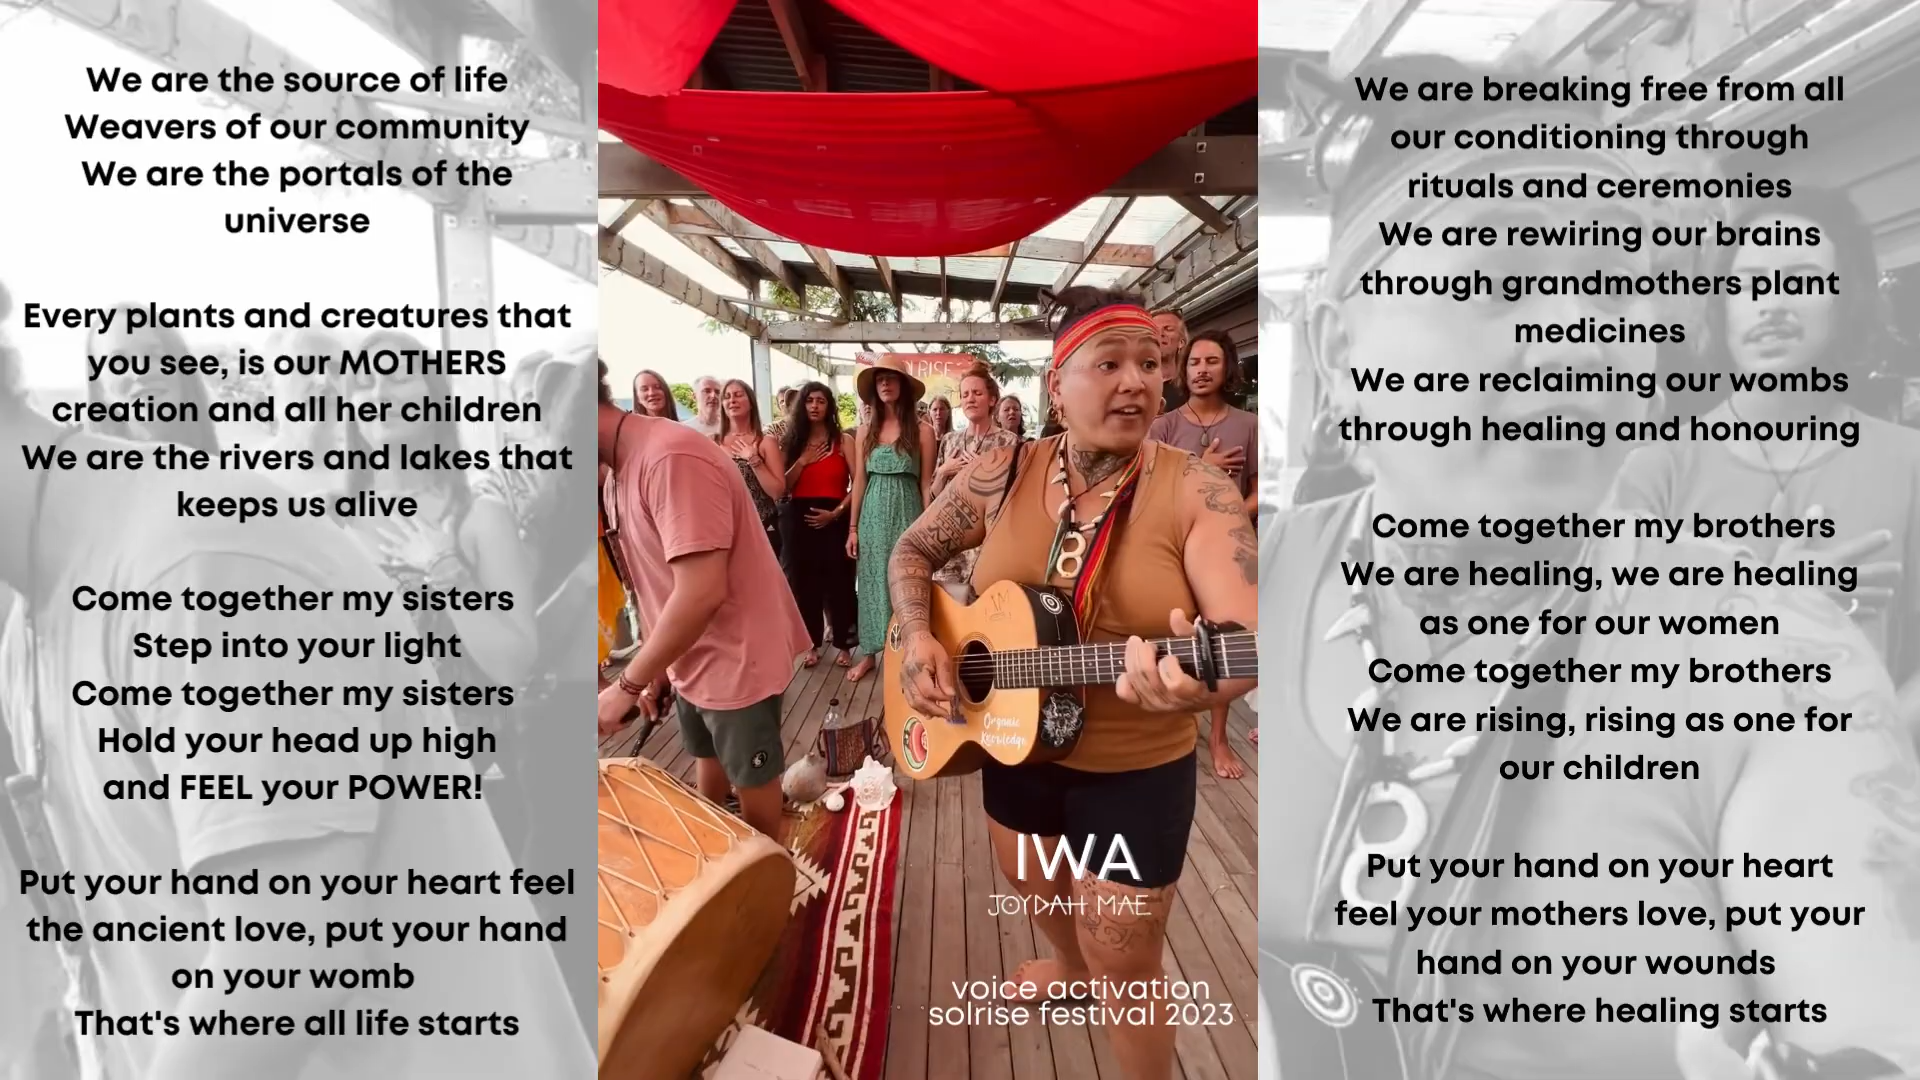 We are the source of life
Weavers of our community
We are the portals of the
universe
Every plants and creatures that
you see, is our MOTHERS
creation and all her children
We are the rivers and lakes that
keeps us alive
Come together my sisters
Step into your light
Come together my sisters
Hold your head up high
and FEEL your POWER!
Put your hand on your heart feel
the ancient love, put your hand
on your womb
That's where all life starts
Organic
Knowledge
IWA
JOYDAH MAE
voice activation
solrise festival 2023
We are breaking free from all
our conditioning through
rituals and ceremonies
We are rewiring our brains
through grandmothers plant
medicines
We are reclaiming our wombs
through healing and honouring
Come together my brothers
We are healing, we are healing
as one for our women
Come together my brothers
We are rising, rising as one for
our children
Put your hand on your heart
feel your mothers love, put your
hand on your wounds
That's where healing starts